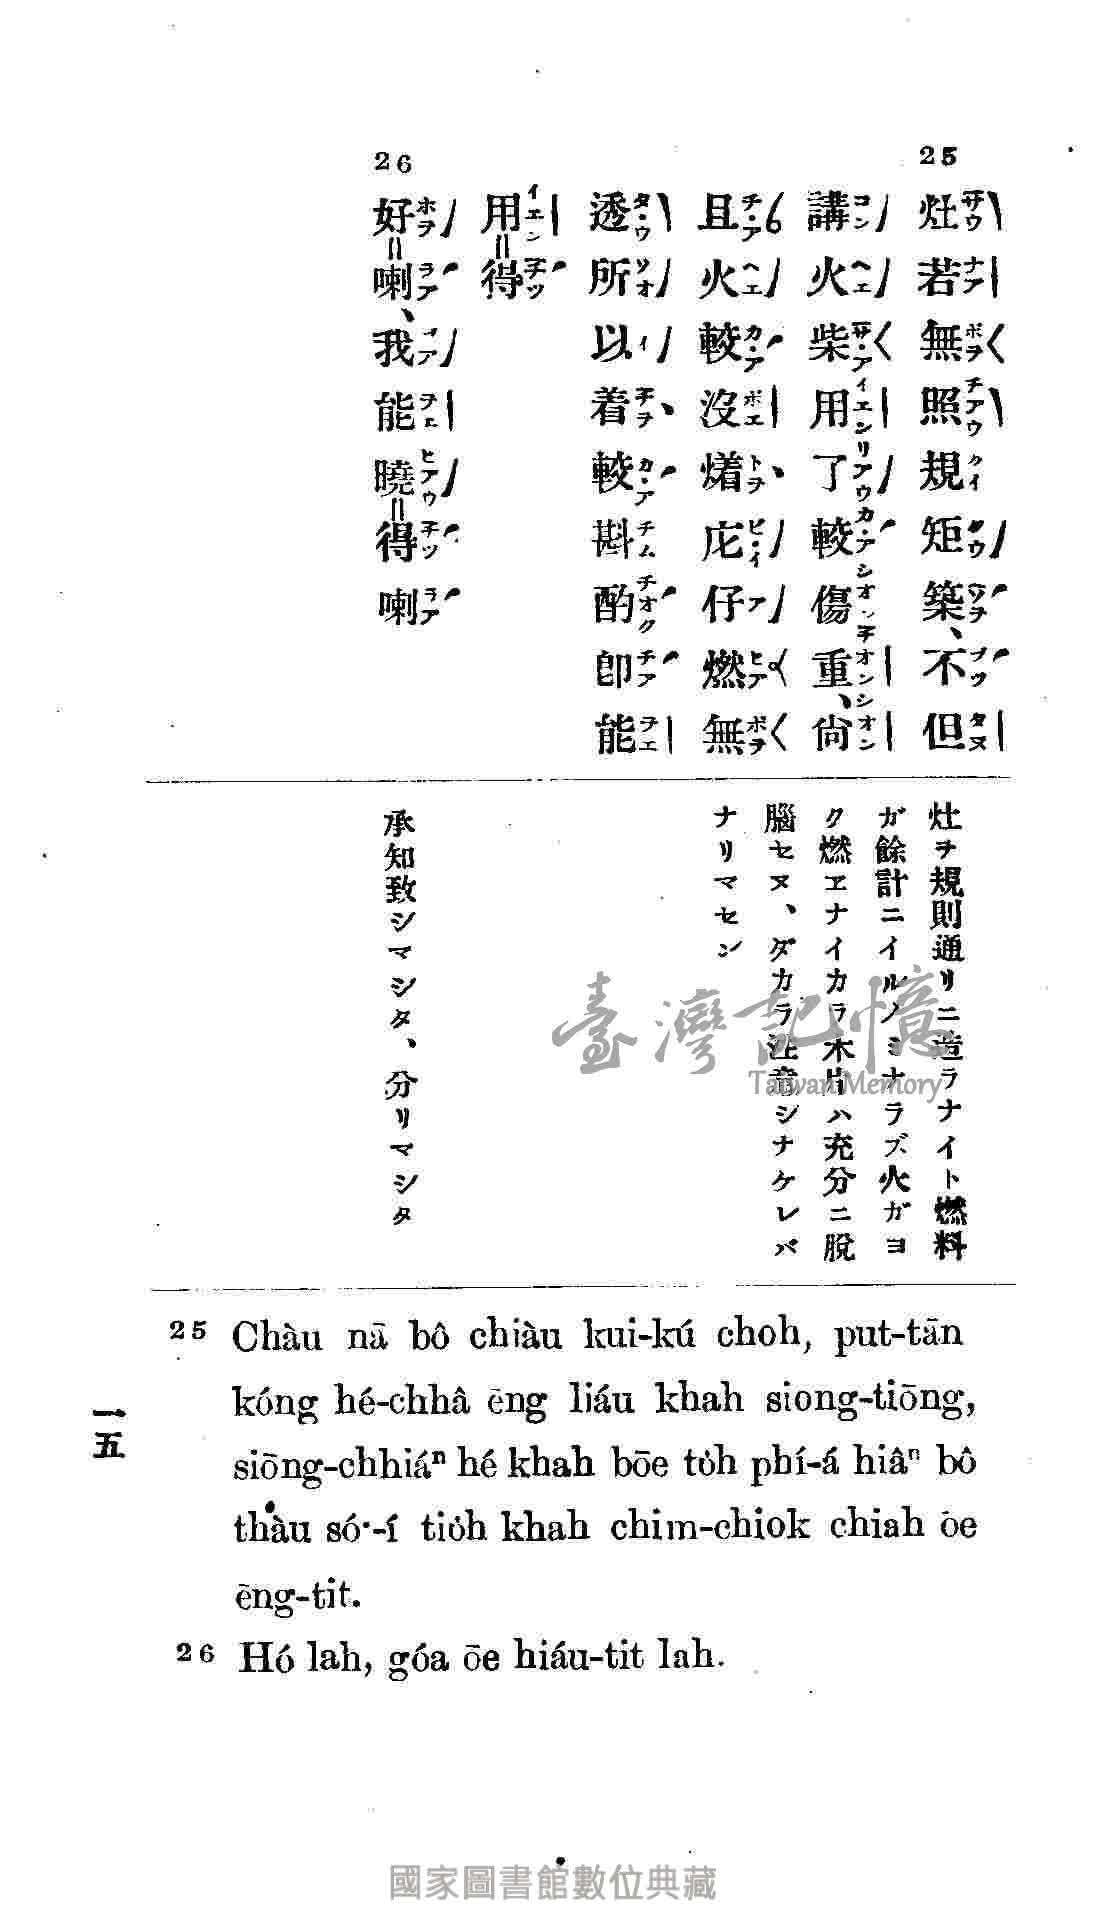 25
灶若無照規矩築、不但
講火柴用了較傷重、尙
且火較沒𤏸庀仔燃無
透所以着較斟酌卽能
用得
26
好喇、我能曉得喇
灶ヲ規則通リニ造ラナイト燃料
ガ餘計ニイルノミナラズ火ガヨ
ク燃ヱナイカラ木片ハ充分ニ脫
腦セヌ、ダカラ注意シナケレバ
ナリマセン
承知致シマシタ、分リマシタ
25 Chàu nā bô chiàu kui-kú choh, put-tān
kóng hé-chhâ ēng liáu khah siong-tiōng,
siōng-chhiáⁿ hé khah bōe to̍h phí-á hiâⁿ bô
thàu só·-í tio̍h khah chim-chiok chiah ōe
ēng-tit.
26 Hó lah, góa ōe hiáu-tit lah.
一五
臺灣記憶
Taiwan Memory
國家圖書館數位典藏